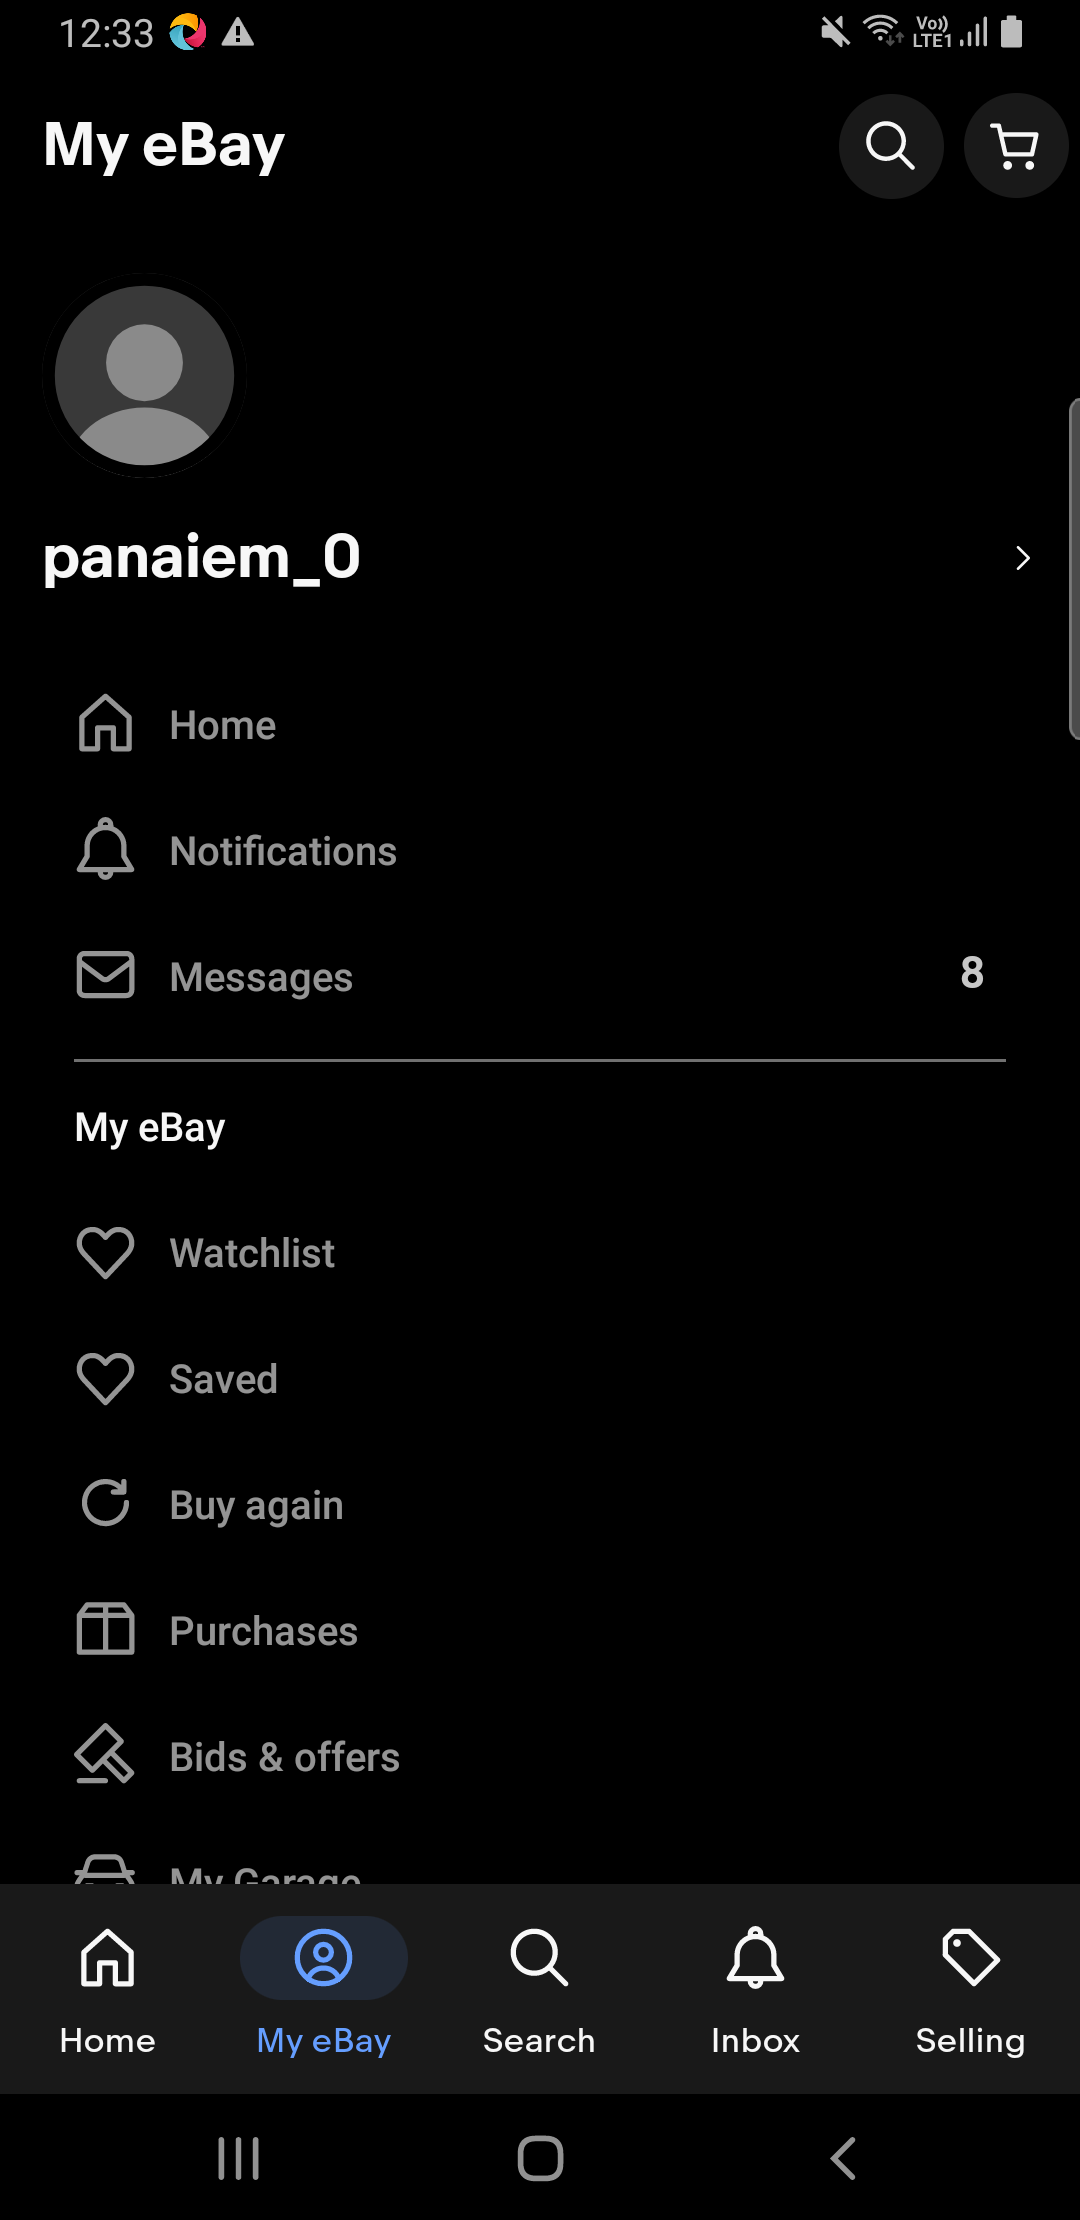 12:33
Vo)) LTE1
My eBay
panaiem_0
Home
Notifications
Messages 8
My eBay
Watchlist
Saved
Buy again
Purchases
Bids & offers
My Garage
Home My eBay Search Inbox Selling